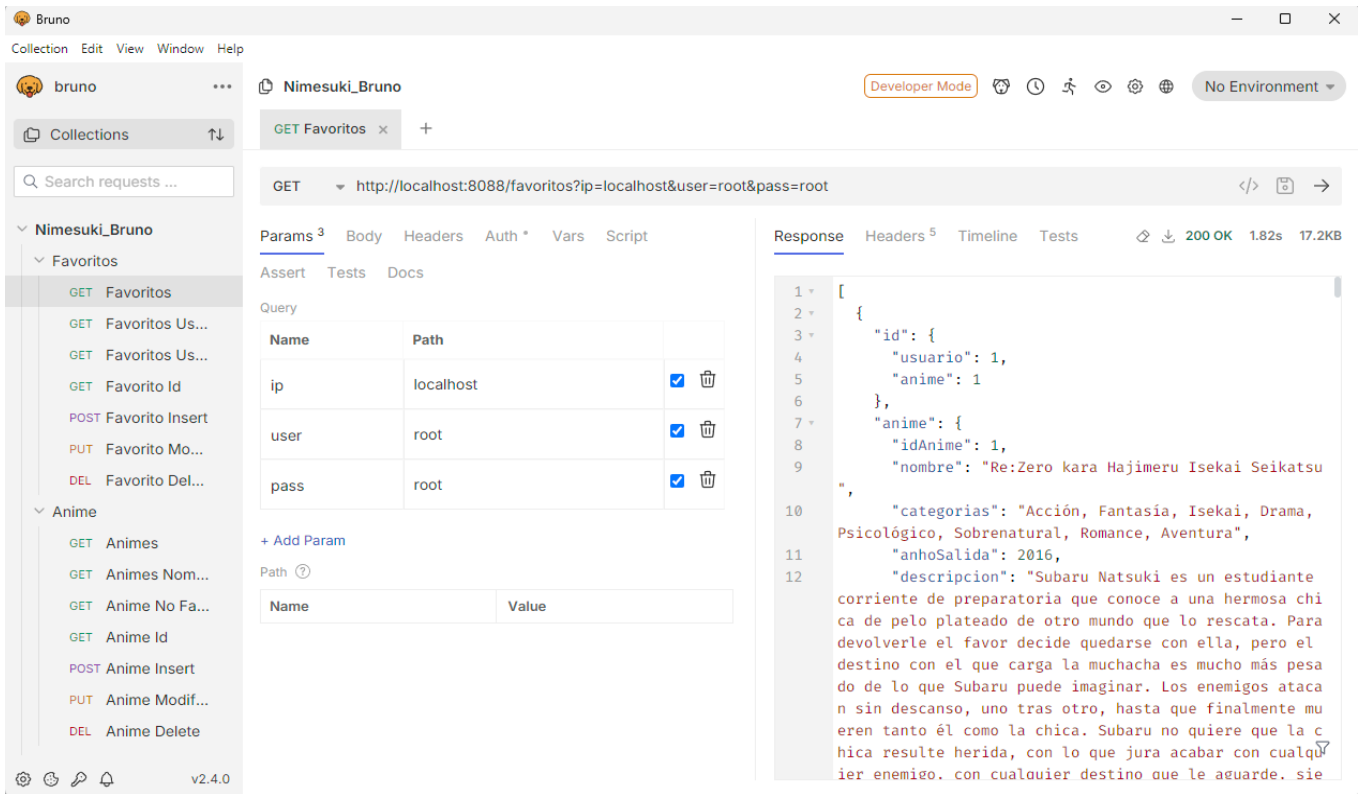 Bruno
Collection Edit View Window Help
bruno
Nimesuki_Bruno
Developer Mode
No Environment
Collections
GET Favoritos
Search requests ...
GET http://localhost:8088/favoritos?ip=localhost&user=root&pass=root
Nimesuki_Bruno
Favoritos
GET Favoritos
GET Favoritos Us...
GET Favoritos Us...
GET Favorito Id
POST Favorito Insert
PUT Favorito Mo...
DEL Favorito Del...
Anime
GET Animes
GET Animes Nom...
GET Anime No Fa...
GET Anime Id
POST Anime Insert
PUT Anime Modif...
DEL Anime Delete
v2.4.0
Params 3 Body Headers Auth * Vars Script
Assert Tests Docs
Query
Name Path
ip localhost
user root
pass root
+ Add Param
Path ?
Name Value
Response Headers 5 Timeline Tests 200 OK 1.82s 17.2KB
1 [
2 {
3 "id": {
4 "usuario": 1,
5 "anime": 1
6 },
7 "anime": {
8 "idAnime": 1,
9 "nombre": "Re:Zero kara Hajimeru Isekai Seikatsu
",
10 "categorias": "Acción, Fantasía, Isekai, Drama,
Psicológico, Sobrenatural, Romance, Aventura",
11 "anhoSalida": 2016,
12 "descripcion": "Subaru Natsuki es un estudiante
corriente de preparatoria que conoce a una hermosa chi
ca de pelo plateado de otro mundo que lo rescata. Para
devolverle el favor decide quedarse con ella, pero el
destino con el que carga la muchacha es mucho más pesa
do de lo que Subaru puede imaginar. Los enemigos ataca
n sin descanso, uno tras otro, hasta que finalmente mu
eren tanto él como la chica. Subaru no quiere que la c
hica resulte herida, con lo que jura acabar con cualqu
ier enemigo, con cualquier destino que le aguarde, sie